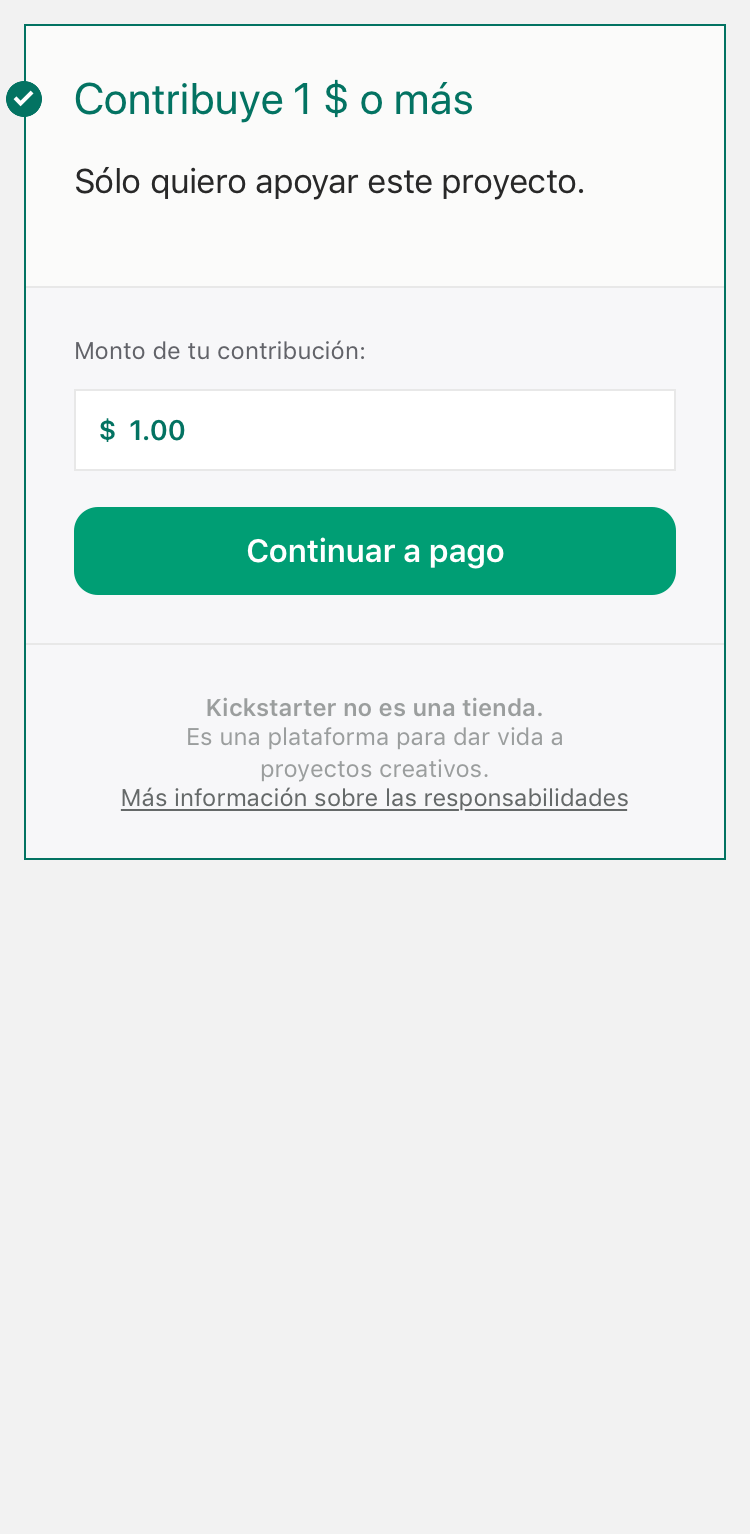 Contribuye 1 $ o más
Sólo quiero apoyar este proyecto.
Monto de tu contribución:
$ 1.00
Continuar a pago
Kickstarter no es una tienda.
Es una plataforma para dar vida a
proyectos creativos.
Más información sobre las responsabilidades